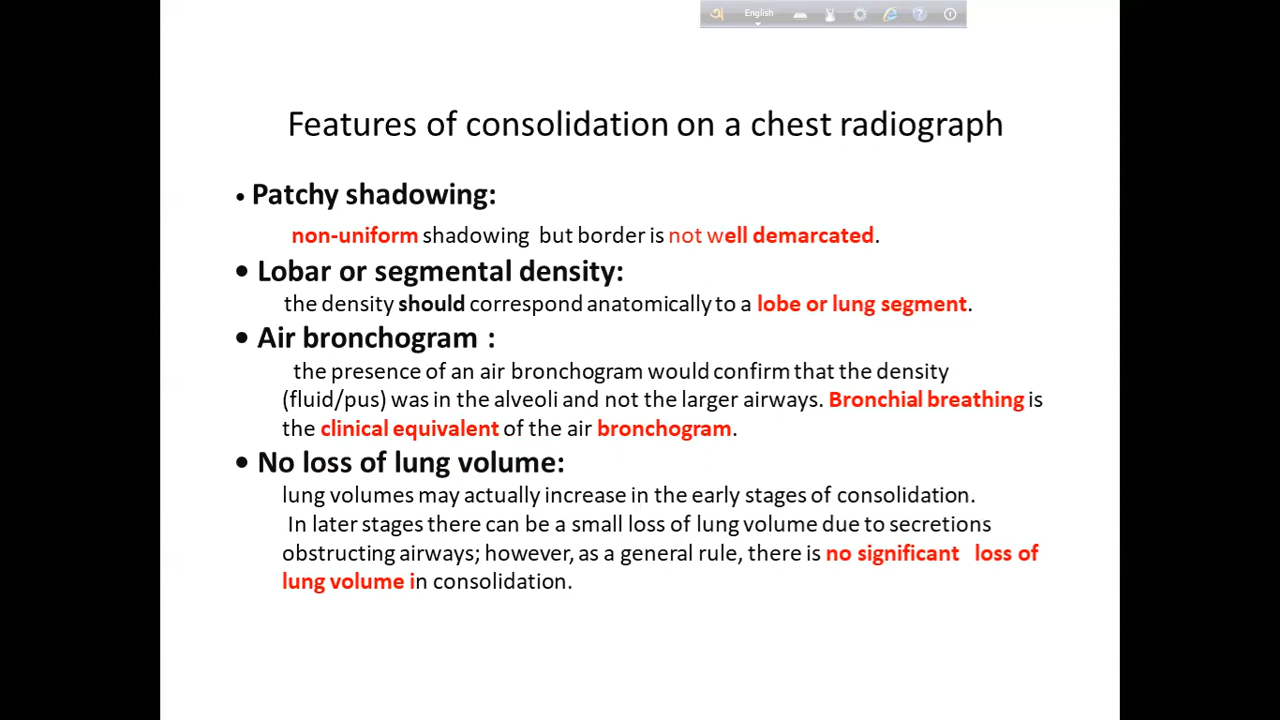 English
Features of consolidation on a chest radiograph
• Patchy shadowing:
non-uniform shadowing but border is not well demarcated.
• Lobar or segmental density:
the density should correspond anatomically to a lobe or lung segment.
• Air bronchogram :
the presence of an air bronchogram would confirm that the density
(fluid/pus) was in the alveoli and not the larger airways. Bronchial breathing is
the clinical equivalent of the air bronchogram.
• No loss of lung volume:
lung volumes may actually increase in the early stages of consolidation.
In later stages there can be a small loss of lung volume due to secretions
obstructing airways; however, as a general rule, there is no significant loss of
lung volume in consolidation.